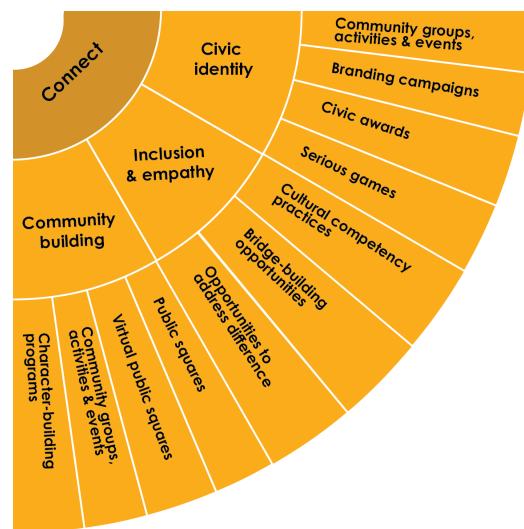 Connect
Civic
identity
Community groups,
activities & events
Branding campaigns
Civic awards
Serious games
Inclusion
& empathy
Cultural competency
practices
Bridge-building
opportunities
Opportunities to
address difference
Community
building
Public squares
Virtual public squares
Community groups,
activities & events
Character-building
programs